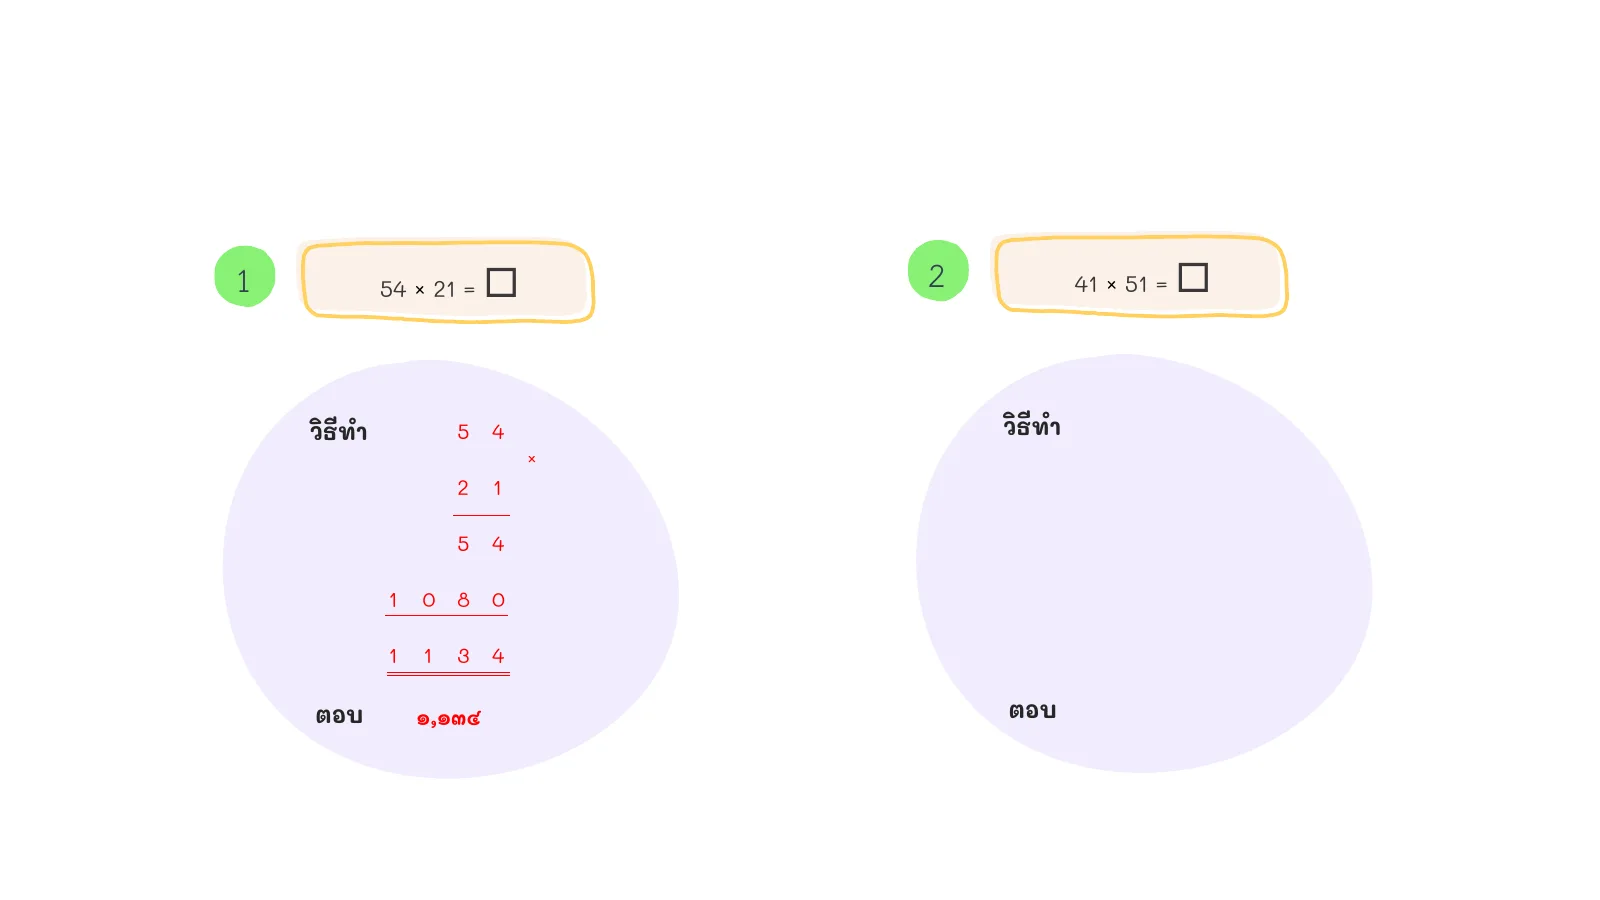 1
54 × 21 = □
วิธีทำ
5 4
×
2 1
5 4
1 0 8 0
1 1 3 4
ตอบ ๑,๑๓๔
2
41 × 51 = □
วิธีทำ
ตอบ